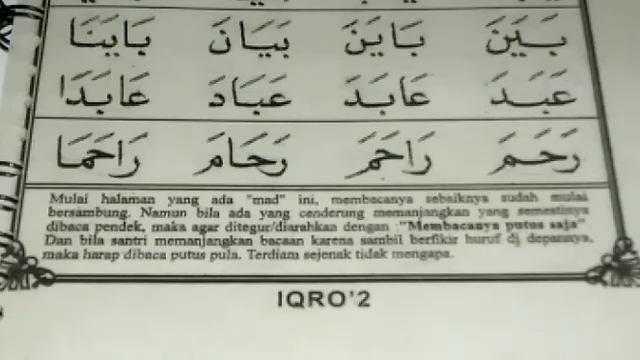 بَيَنَ بَايَنَ بَيَانَ بَايَنَا
عَبَدَ عَابَدَ عَبَادَ عَابَدَا
رَحَمَ رَاحَمَ رَحَامَ رَاحَمَا
Mulai halaman yang ada "mad" ini, membacanya sebaiknya sudah mulai
bersambung. Namun bila ada yang cenderung memanjangkan yang semestinya
dibaca pendek, maka agar ditegur/diarahkan dengan :"Membacanya putus saja"
Dan bila santri memanjangkan bacaan karena sambil berfikir huruf di depannya,
maka harap dibaca putus pula. Terdiam sejenak tidak mengapa.
IQRO'2